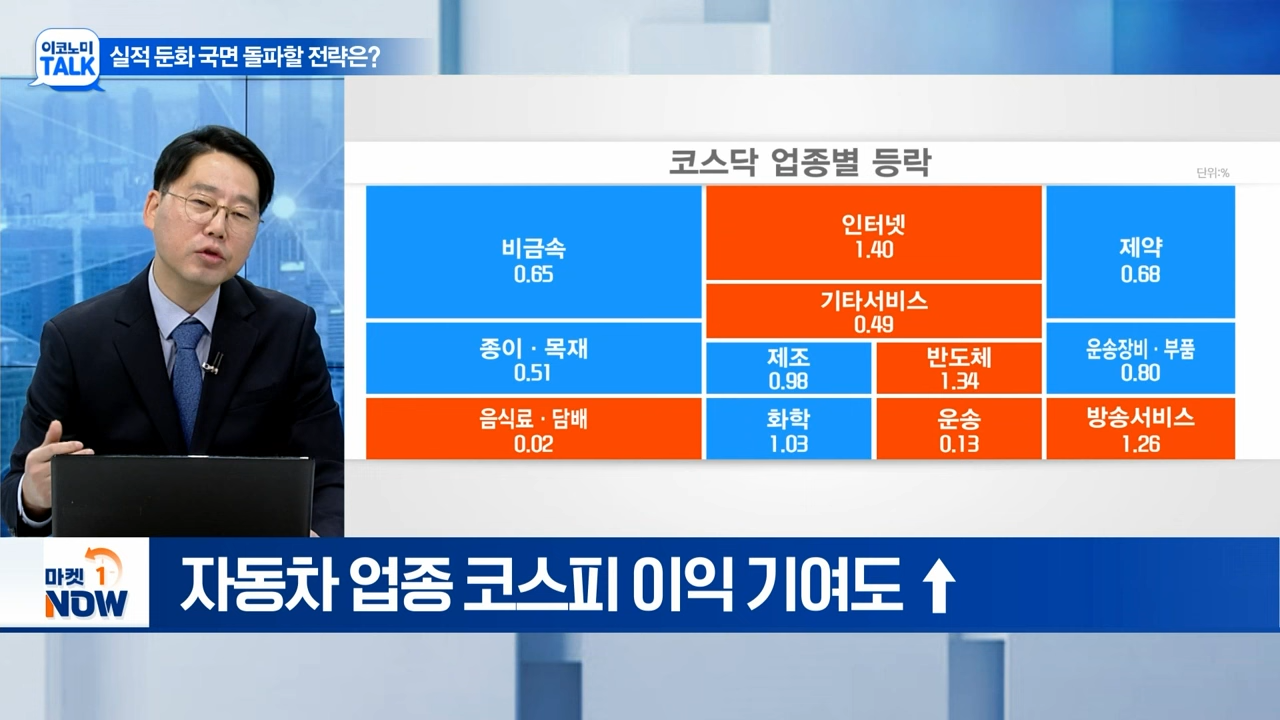 이코노미
TALK
실적 둔화 국면 돌파할 전략은?
코스닥 업종별 등락
단위:%
비금속
0.65
인터넷
1.40
제약
0.68
기타서비스
0.49
종이·목재
0.51
제조
0.98
반도체
1.34
운송장비·부품
0.80
음식료·담배
0.02
화학
1.03
운송
0.13
방송서비스
1.26
마켓 1
NOW
자동차 업종 코스피 이익 기여도 ↑